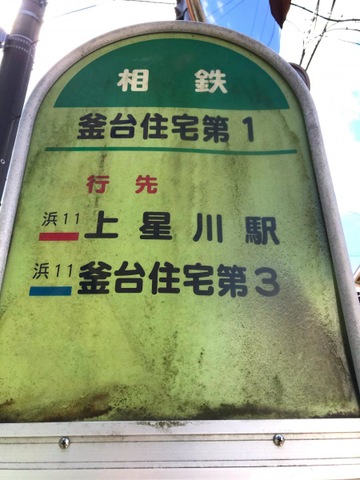 相鉄
釜台住宅第1
行先
浜11 上星川駅
浜11 釜台住宅第3